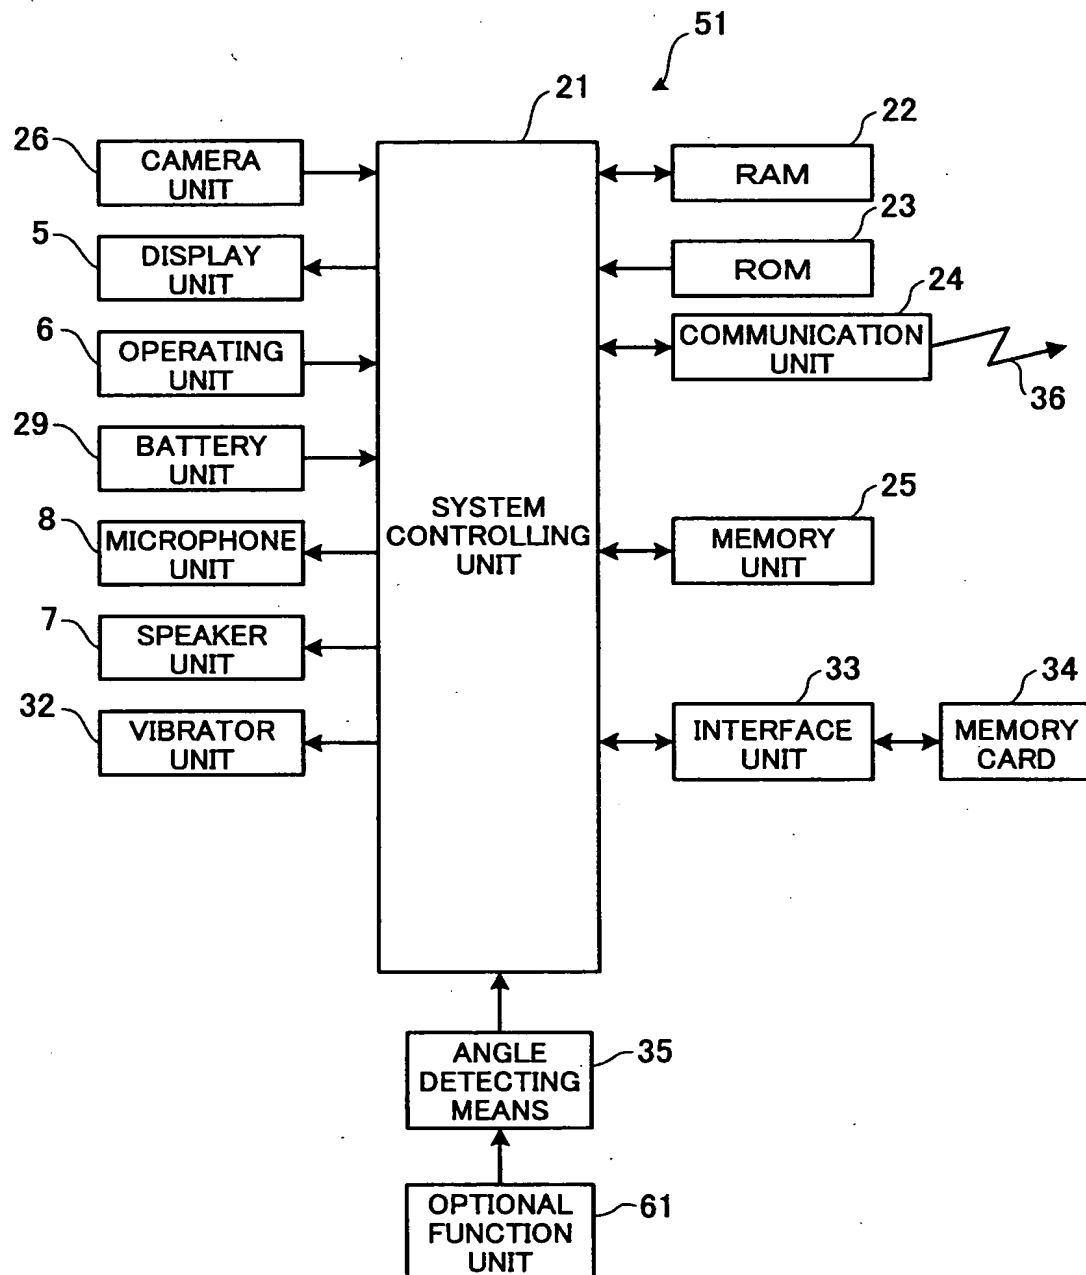 51
21
26
CAMERA
UNIT
22
RAM
5
DISPLAY
UNIT
23
ROM
6
OPERATING
UNIT
24
COMMUNICATION
UNIT
36
29
BATTERY
UNIT
8
MICROPHONE
UNIT
SYSTEM
CONTROLLING
UNIT
25
MEMORY
UNIT
7
SPEAKER
UNIT
32
VIBRATOR
UNIT
33
INTERFACE
UNIT
34
MEMORY
CARD
ANGLE
DETECTING
MEANS
35
OPTIONAL
FUNCTION
UNIT
61